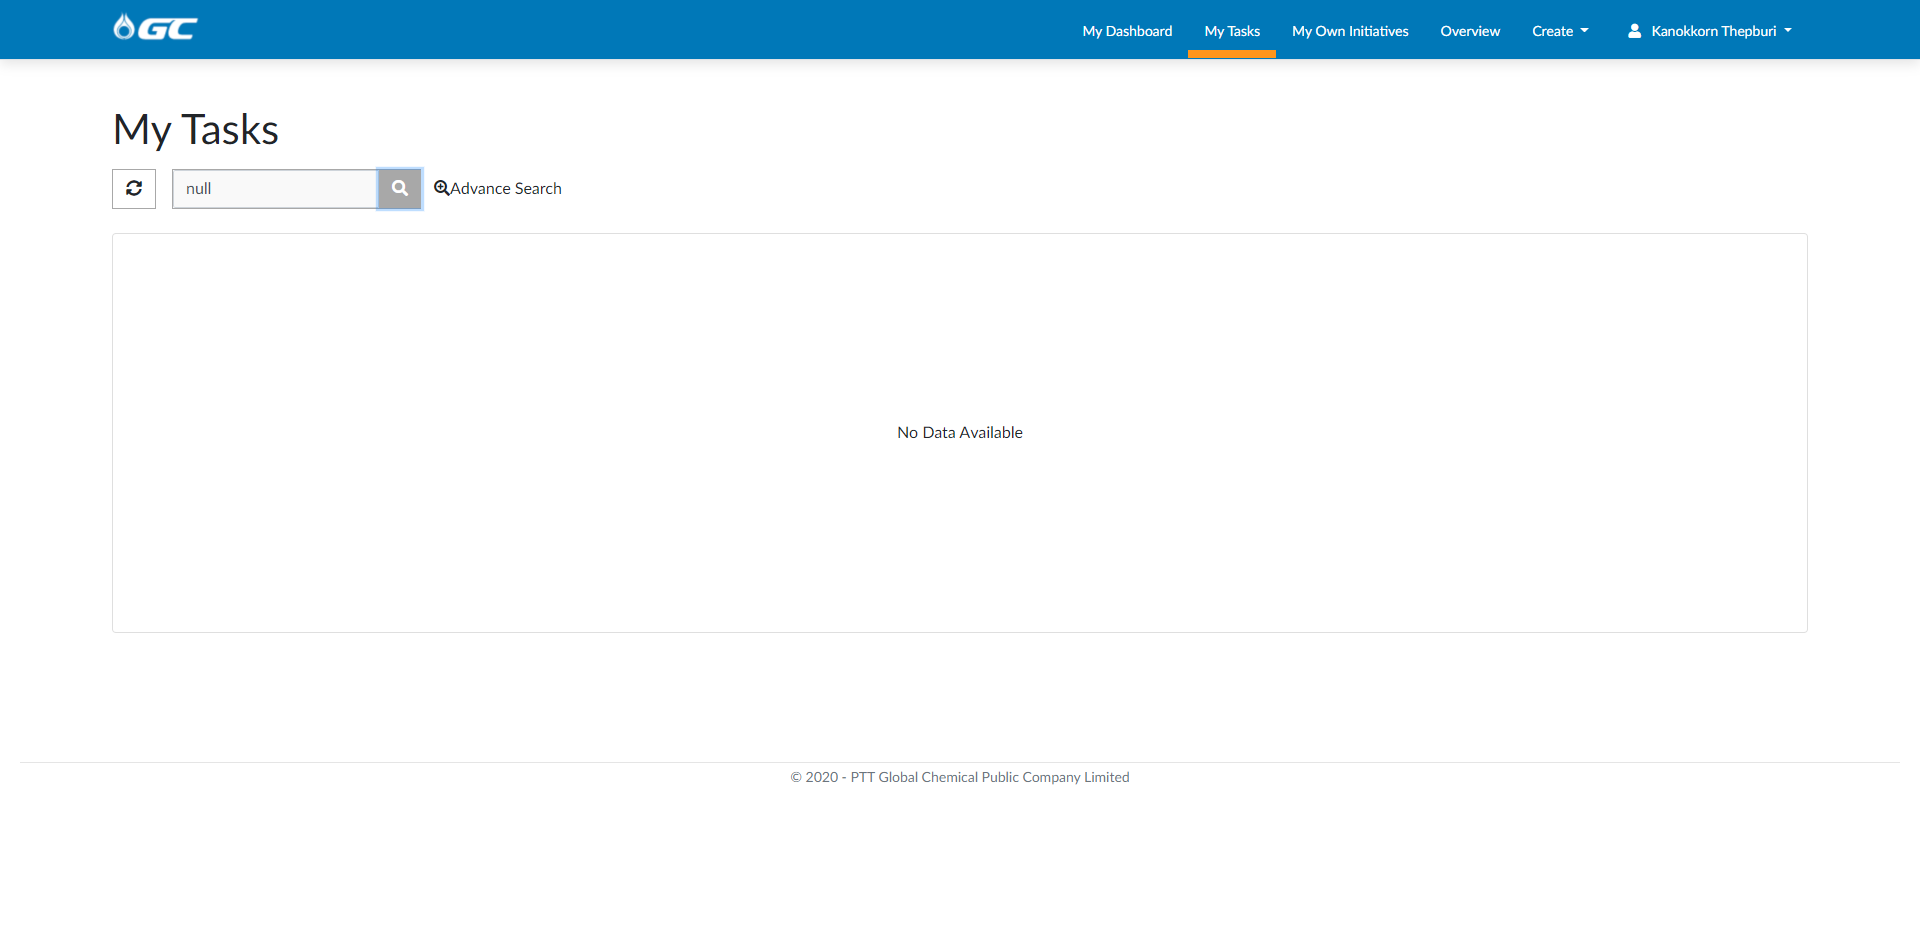 GC
My Dashboard My Tasks My Own Initiatives Overview Create Kanokkorn Thepburi
My Tasks
null Advance Search
No Data Available
© 2020 - PTT Global Chemical Public Company Limited